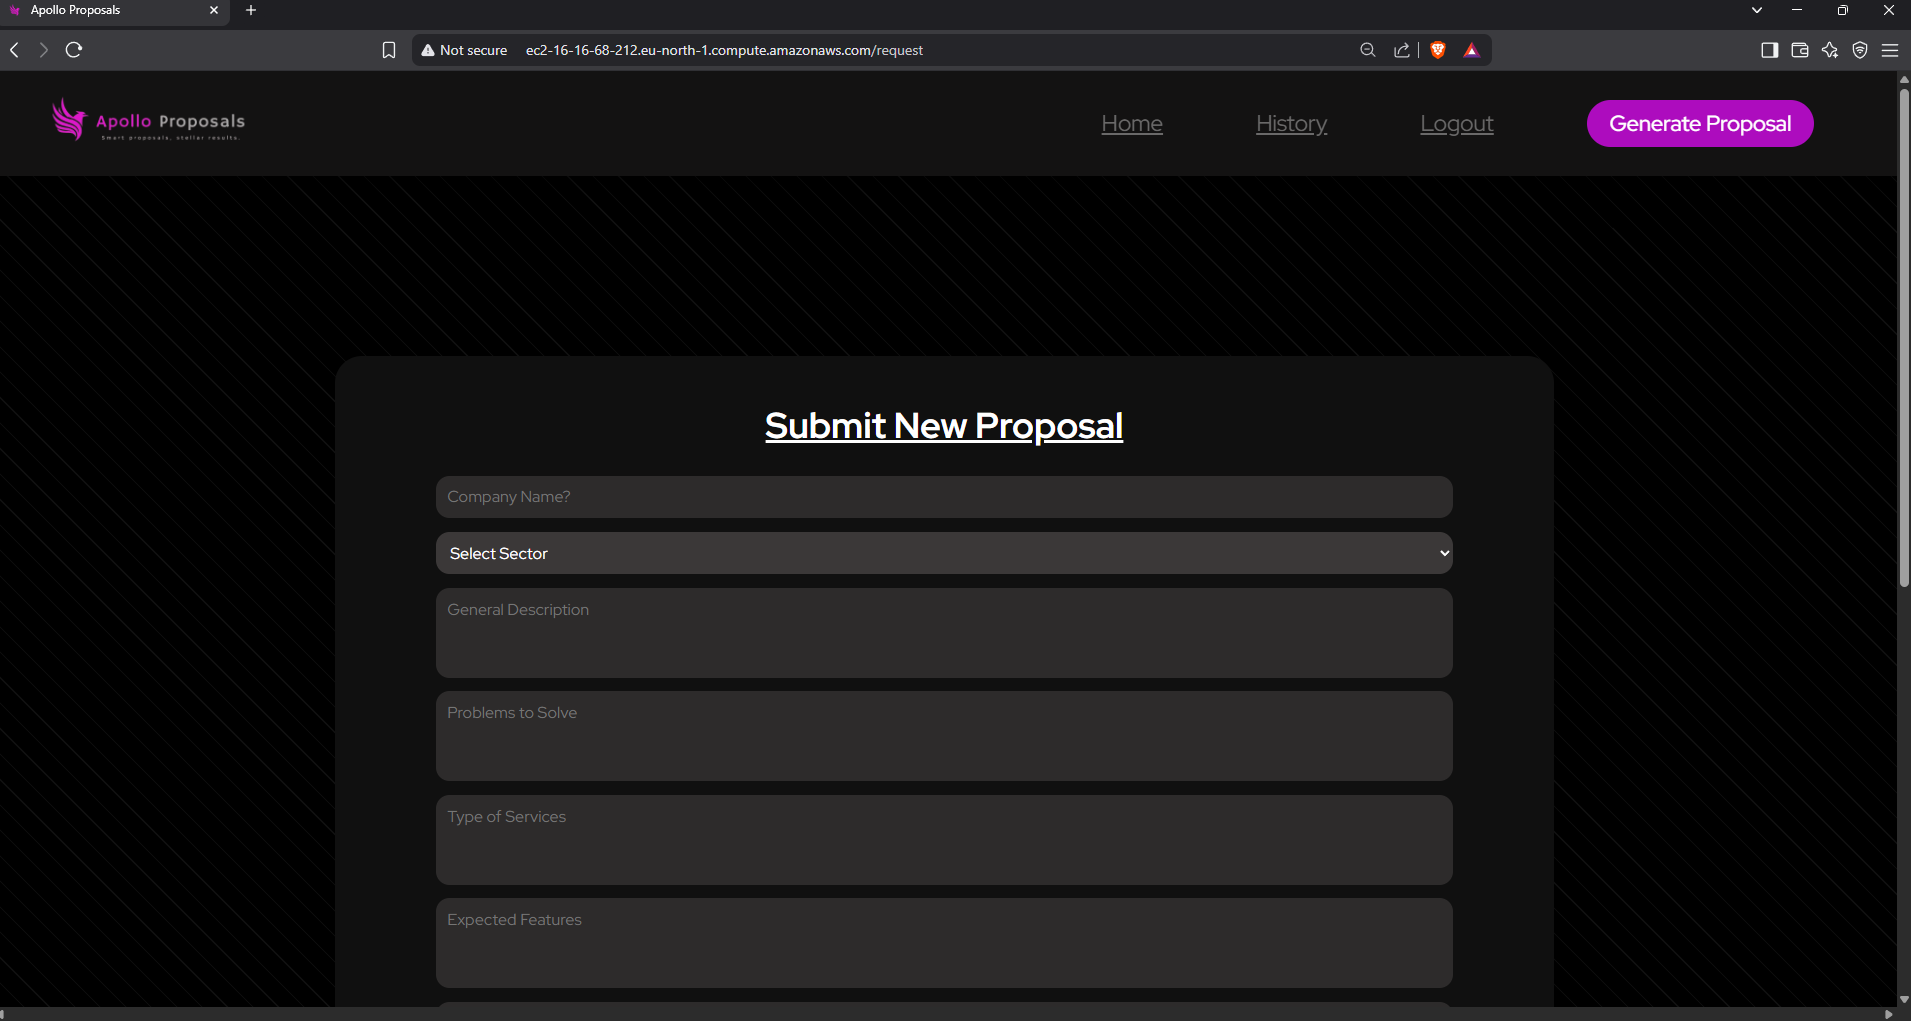 Apollo Proposals
Not secure ec2-16-16-68-212.eu-north-1.compute.amazonaws.com/request
Apollo Proposals
Smart proposals, stellar results.
Home
History
Logout
Generate Proposal
Submit New Proposal
Company Name?
Select Sector
General Description
Problems to Solve
Type of Services
Expected Features